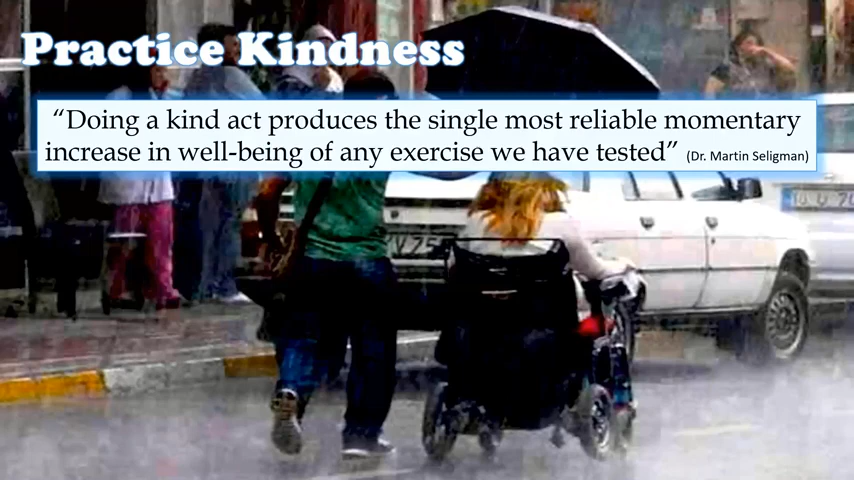 Practice Kindness
“Doing a kind act produces the single most reliable momentary
increase in well-being of any exercise we have tested” (Dr. Martin Seligman)